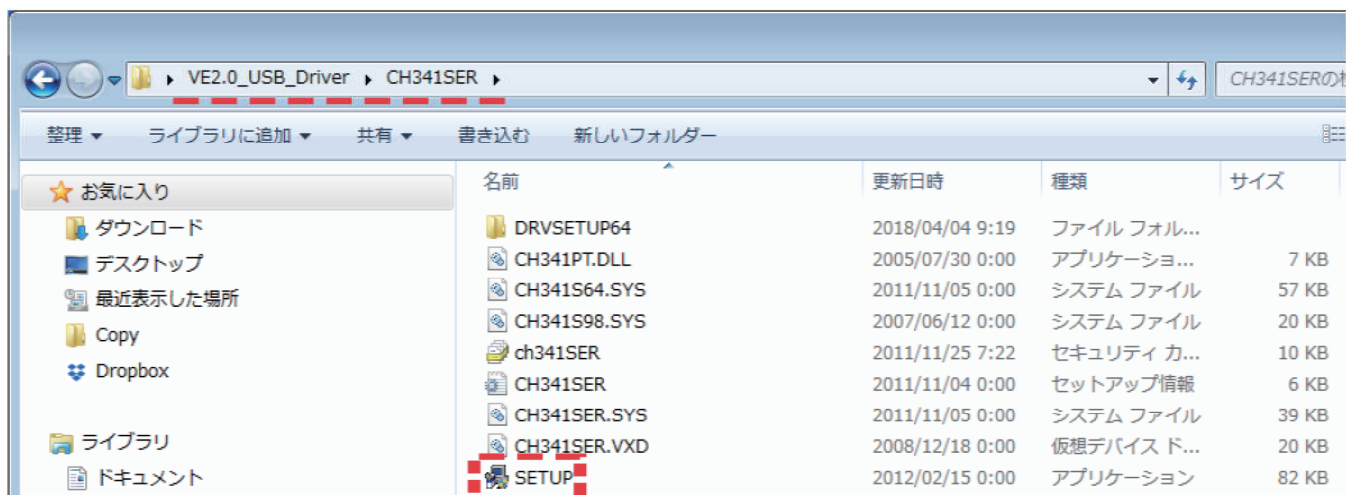 VE2.0_USB_Driver CH341SER CH341SERの
整理 ライブラリに追加 共有 書き込む 新しいフォルダー
お気に入り
ダウンロード
デスクトップ
最近表示した場所
Copy
Dropbox
ライブラリ
ドキュメント
名前 更新日時 種類 サイズ
DRVSETUP64 2018/04/04 9:19 ファイル フォル...
CH341PT.DLL 2005/07/30 0:00 アプリケーショ... 7 KB
CH341S64.SYS 2011/11/05 0:00 システム ファイル 57 KB
CH341S98.SYS 2007/06/12 0:00 システム ファイル 20 KB
ch341SER 2011/11/25 7:22 セキュリティ カ... 10 KB
CH341SER 2011/11/04 0:00 セットアップ情報 6 KB
CH341SER.SYS 2011/11/05 0:00 システム ファイル 39 KB
CH341SER.VXD 2008/12/18 0:00 仮想デバイス ド... 20 KB
SETUP 2012/02/15 0:00 アプリケーション 82 KB